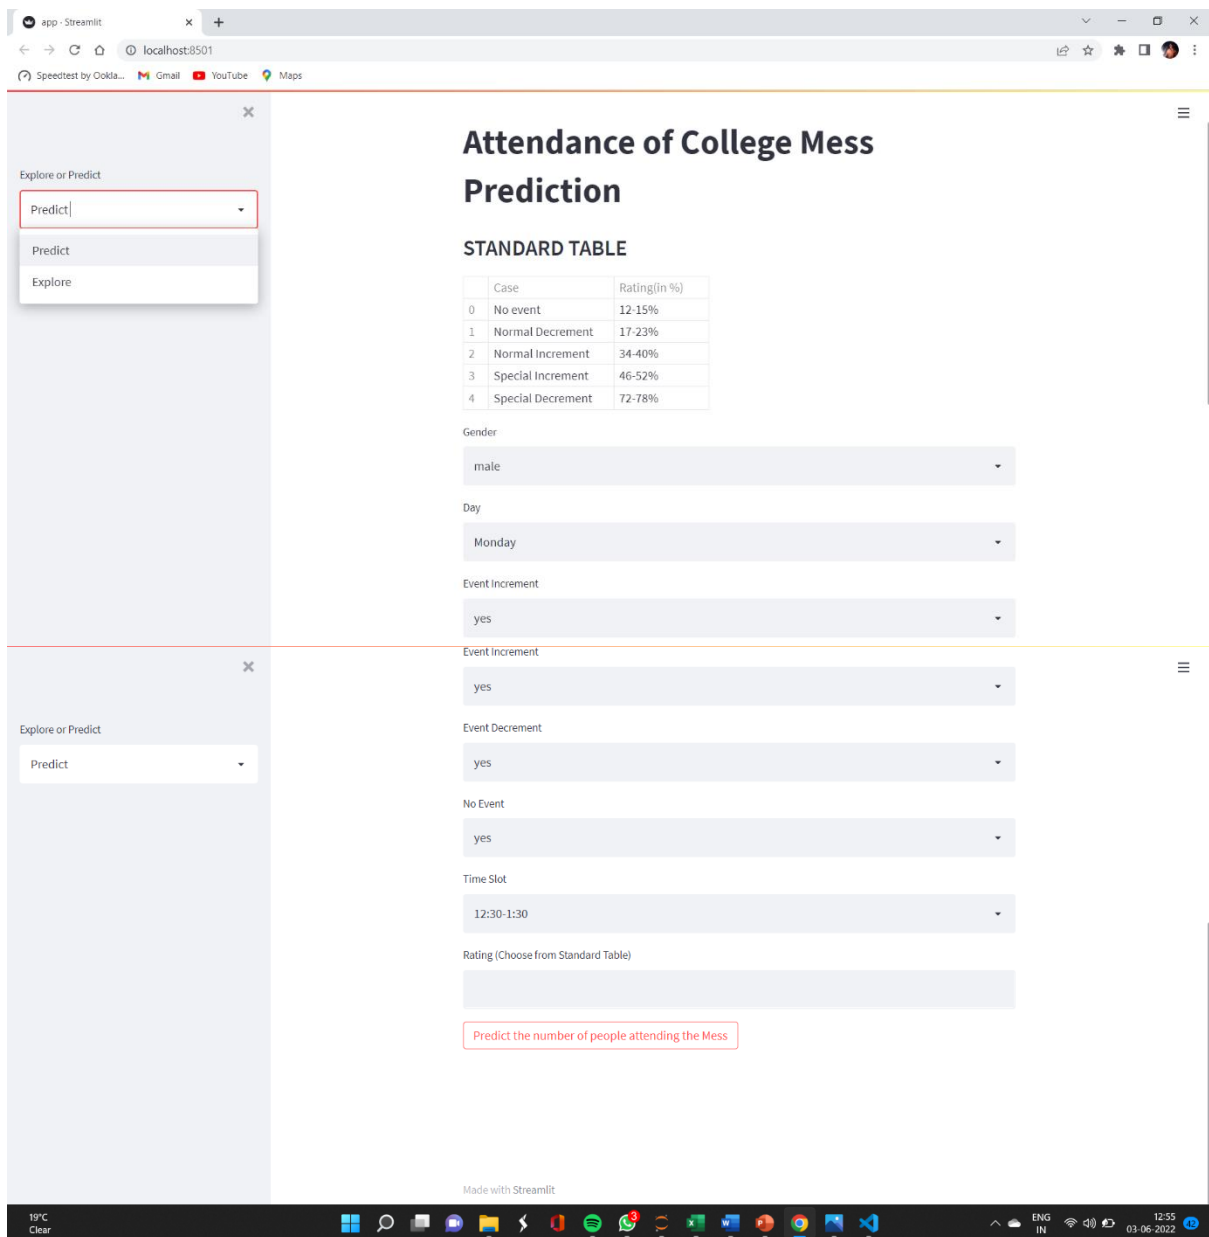 app · Streamlit
localhost:8501
Speedtest by Ookla... Gmail YouTube Maps
Explore or Predict
Predict
Predict
Explore
Attendance of College Mess
Prediction
STANDARD TABLE
Case Rating(in %)
0 No event 12-15%
1 Normal Decrement 17-23%
2 Normal Increment 34-40%
3 Special Increment 46-52%
4 Special Decrement 72-78%
Gender
male
Day
Monday
Event Increment
yes
Event Increment
yes
Explore or Predict
Predict
Event Decrement
yes
No Event
yes
Time Slot
12:30-1:30
Rating (Choose from Standard Table)
Predict the number of people attending the Mess
Made with Streamlit
19°C
Clear
3
ENG
IN
12:55
03-06-2022
12